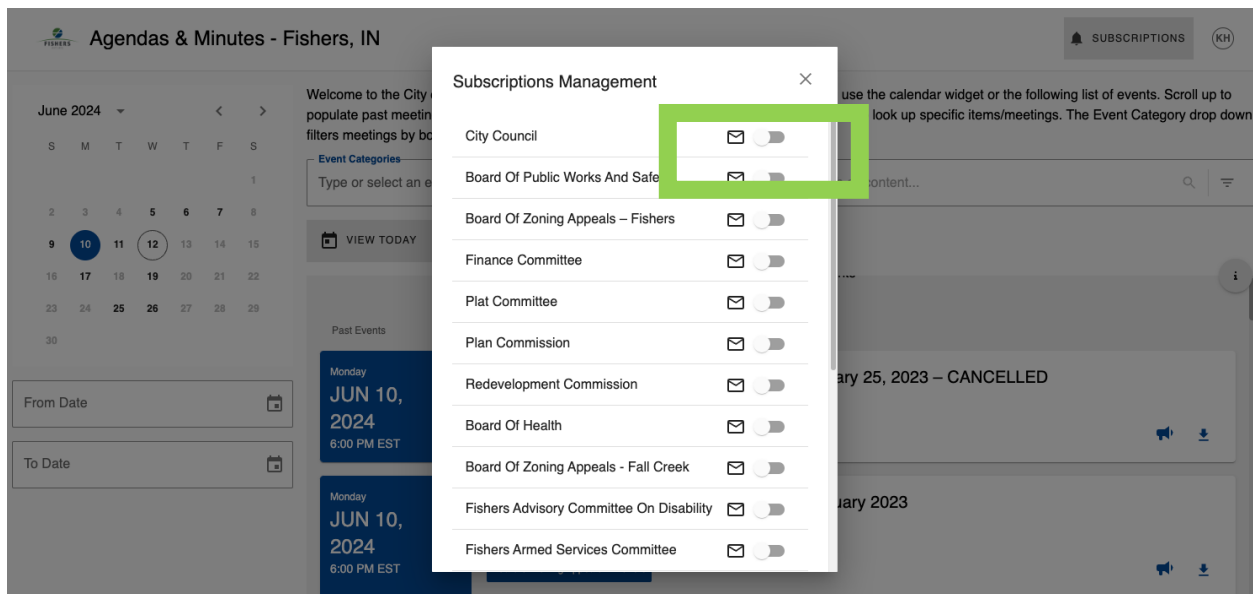 FISHERS
Agendas & Minutes - Fishers, IN
SUBSCRIPTIONS
KH
June 2024
S M T W T F S
1
2 3 4 5 6 7 8
9 10 11 12 13 14 15
16 17 18 19 20 21 22
23 24 25 26 27 28 29
30
From Date
To Date
Welcome to the City
use the calendar widget or the following list of events. Scroll up to
populate past meetin
look up specific items/meetings. The Event Category drop down
filters meetings by bo
Event Categories
Type or select an e
content...
VIEW TODAY
Past Events
Monday
JUN 10,
2024
6:00 PM EST
ary 25, 2023 – CANCELLED
Monday
JUN 10,
2024
6:00 PM EST
uary 2023
i
Subscriptions Management
City Council
Board Of Public Works And Safe
Board Of Zoning Appeals – Fishers
Finance Committee
Plat Committee
Plan Commission
Redevelopment Commission
Board Of Health
Board Of Zoning Appeals - Fall Creek
Fishers Advisory Committee On Disability
Fishers Armed Services Committee